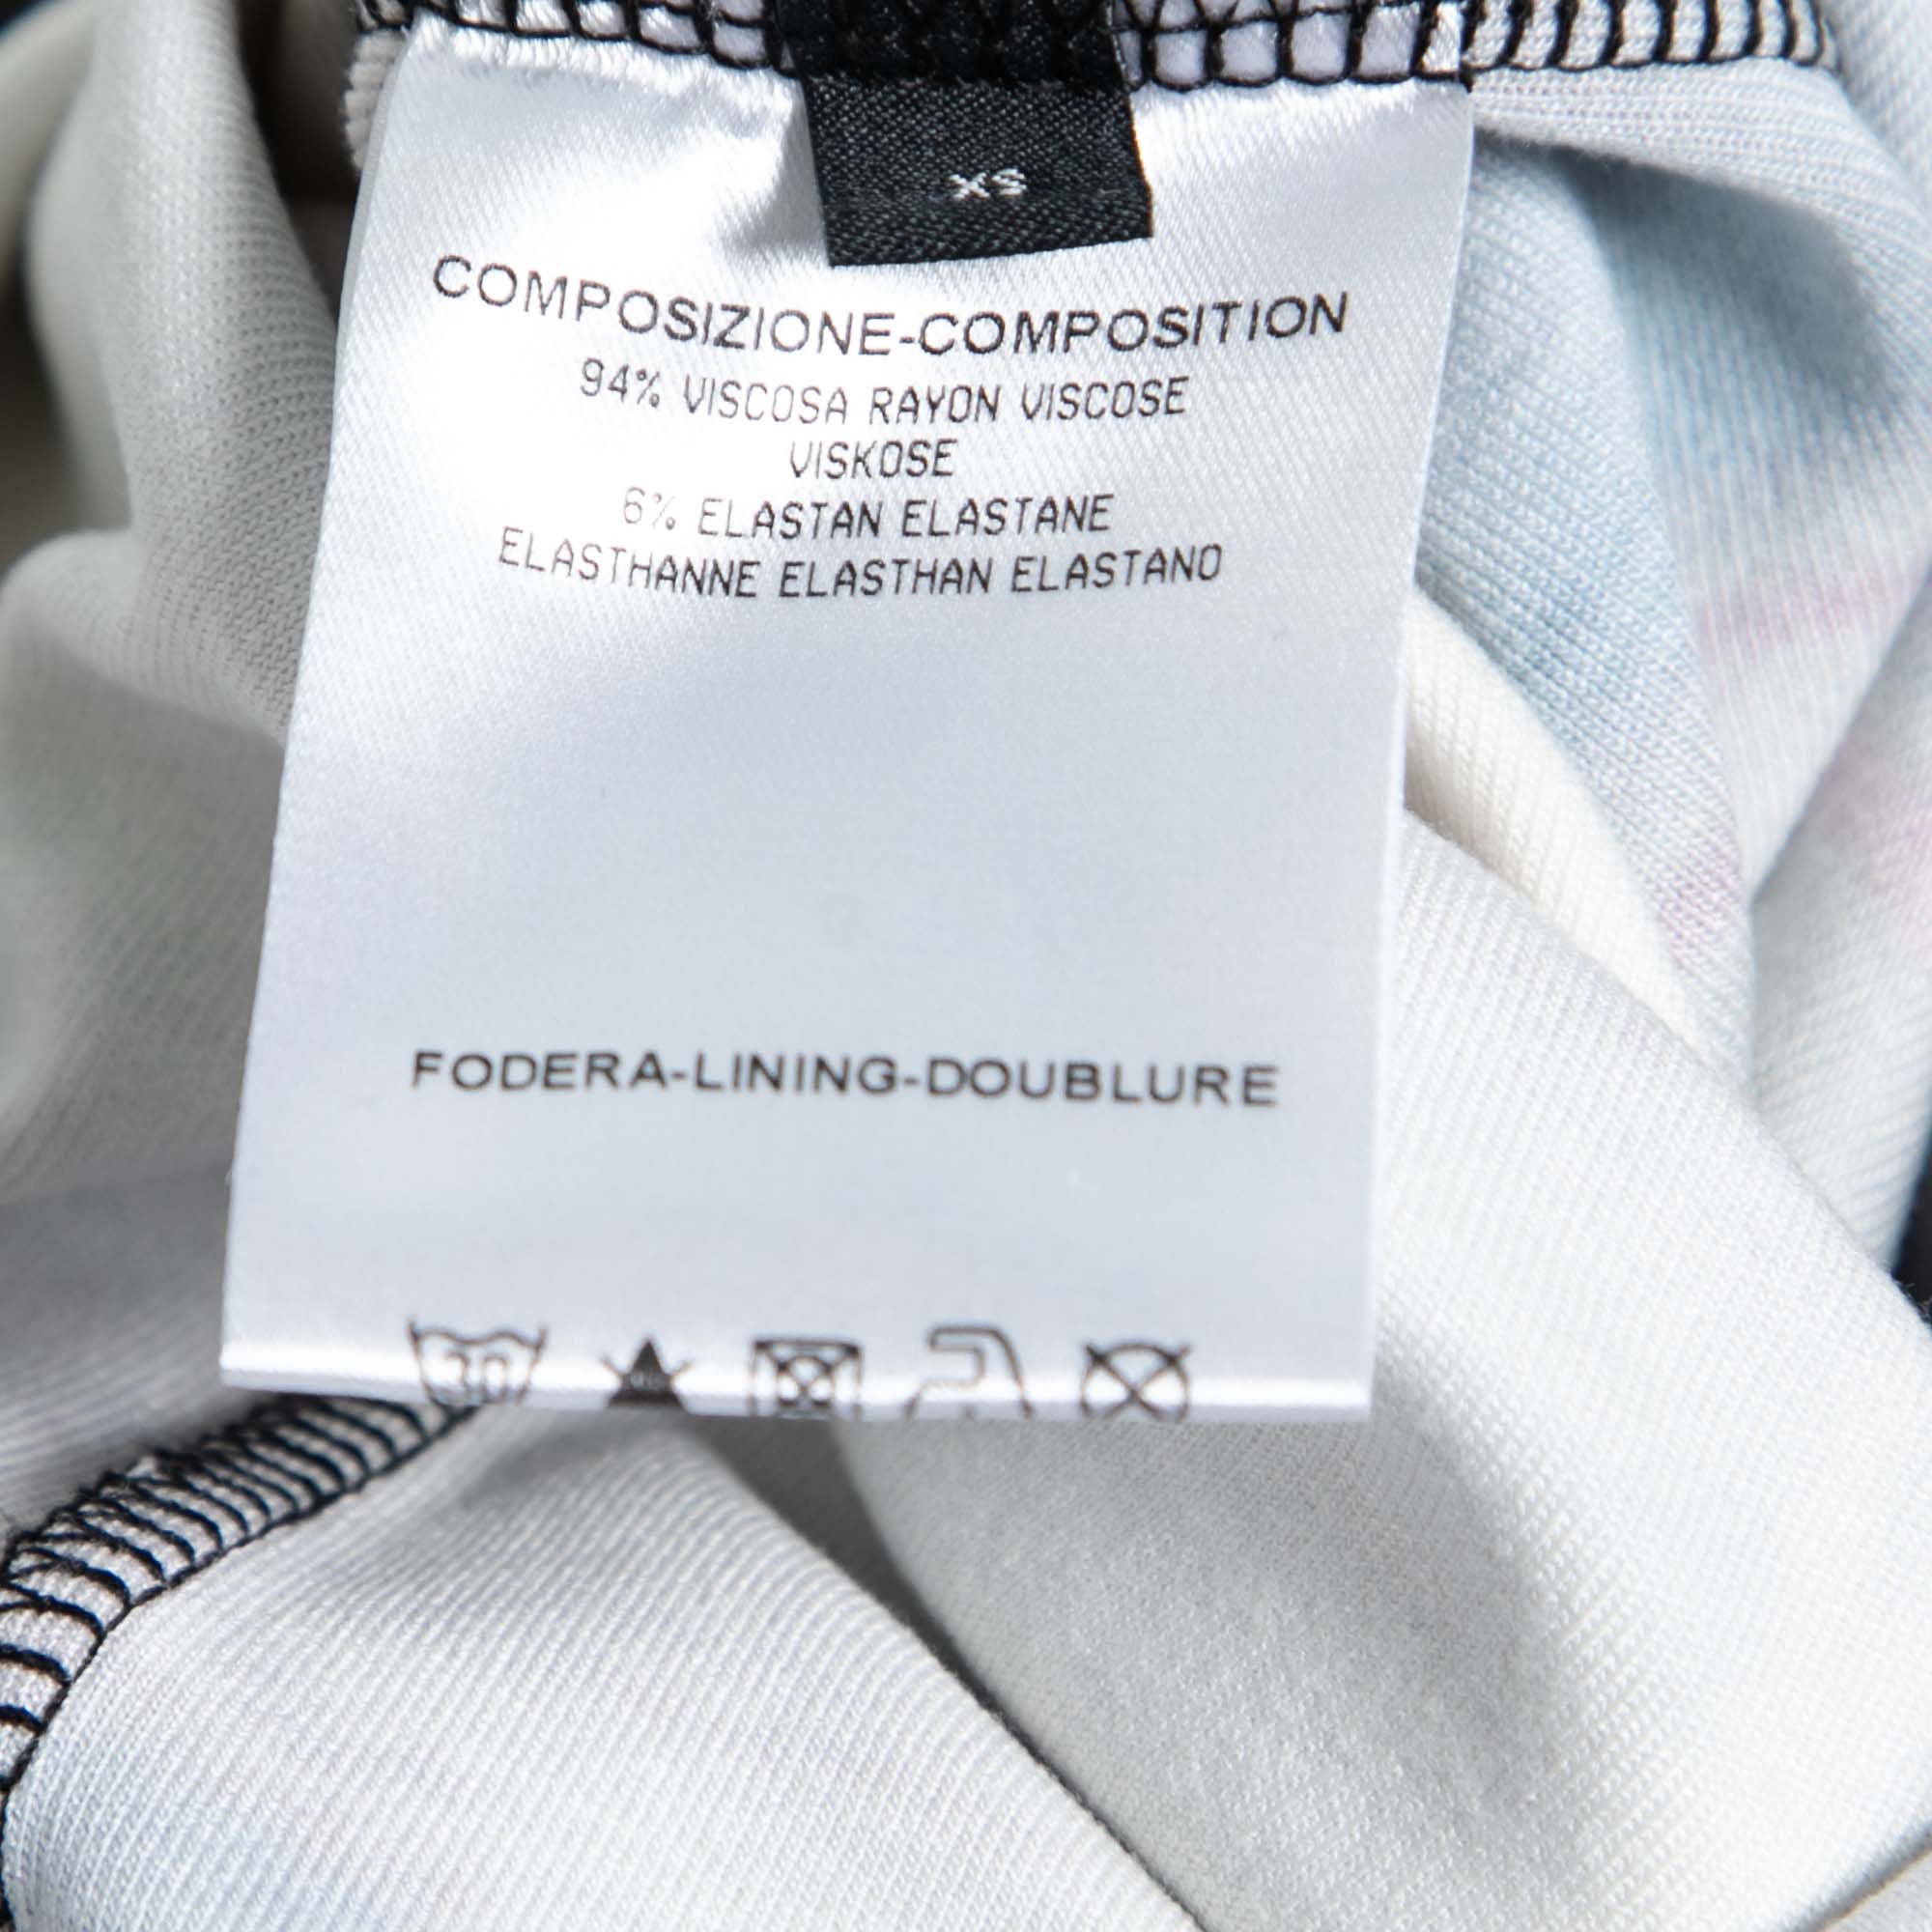 XS
COMPOSIZIONE-COMPOSITION
94% VISCOSA RAYON VISCOSE
VISKOSE
6% ELASTAN ELASTANE
ELASTHANNE ELASTHAN ELASTANO
FODERA-LINING-DOUBLURE
30